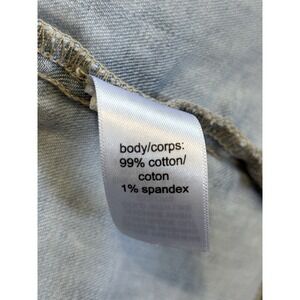 body/corps:
99% cotton/
coton
1% spandex